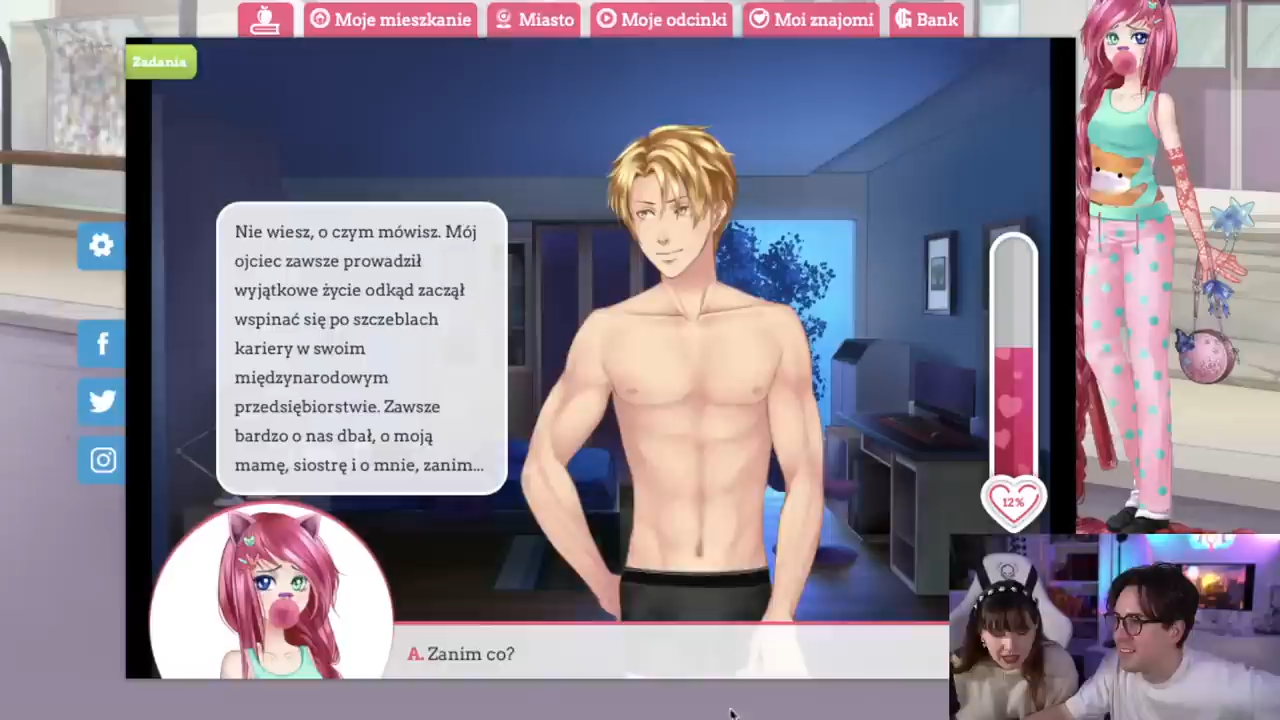 Moje mieszkanie
Miasto
Moje odcinki
Moi znajomi
Bank
Zadania
Nie wiesz, o czym mówisz. Mój
ojciec zawsze prowadził
wyjątkowe życie odkąd zaczął
wspinać się po szczeblach
kariery w swoim
międzynarodowym
przedsiębiorstwie. Zawsze
bardzo o nas dbał, o moją
mamę, siostrę i o mnie, zanim...
12%
A. Zanim co?